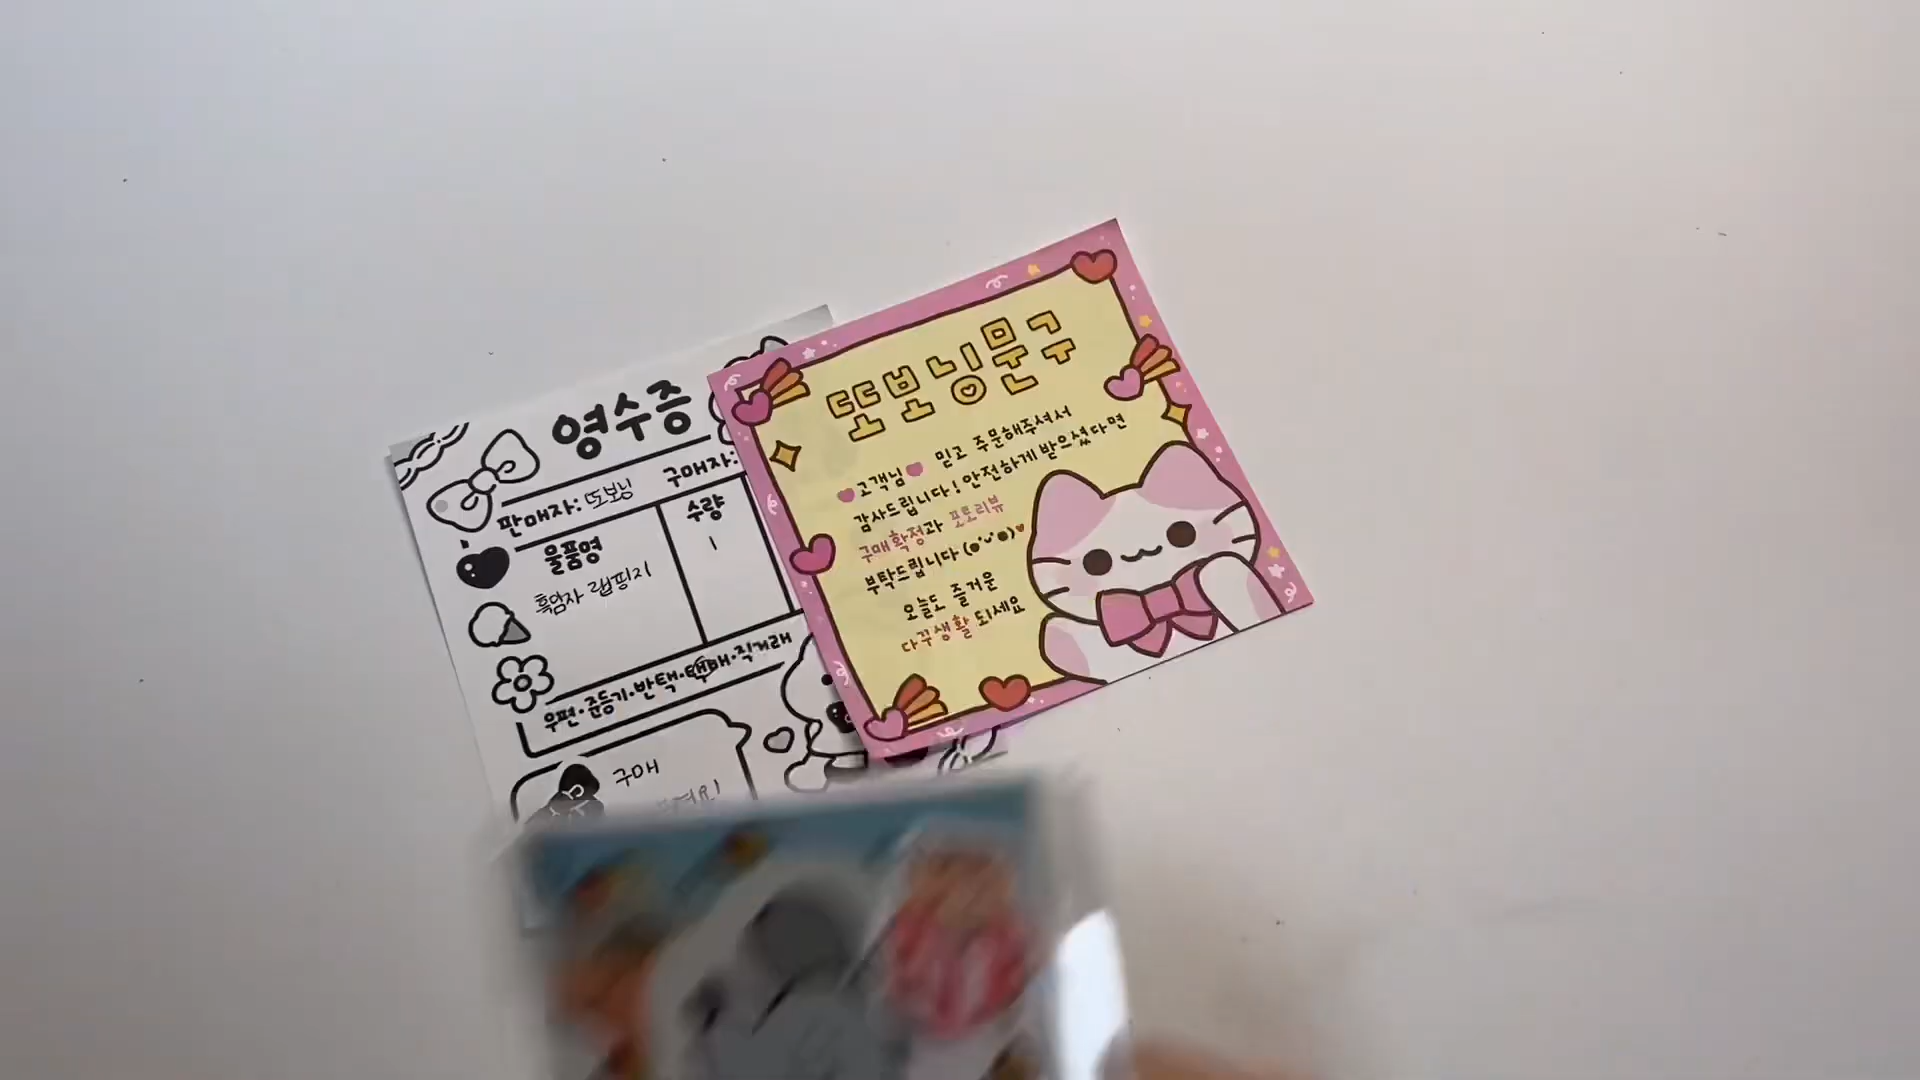 영수증
판매자: 또보닝
구매자:
물품명
수량
흑담자 랩핑지
1
우편·준등기·반택·택배·직거래
구매
또보닝문구
고객님 믿고 주문해주셔서
감사드립니다! 안전하게 받으셨다면
구매확정과 포토리뷰
부탁드립니다
오늘도 즐거운
다꾸생활 되세요